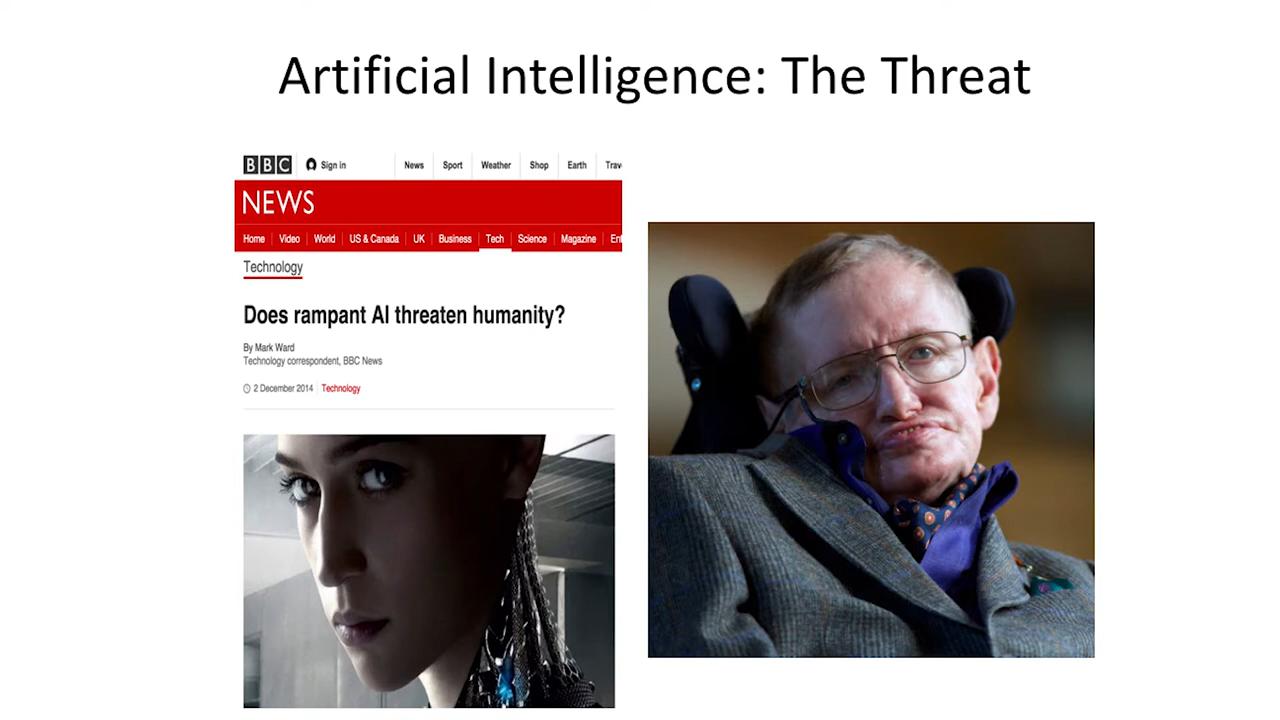 Artificial Intelligence: The Threat
BBC Sign in News Sport Weather Shop Earth Trav
NEWS
Home Video World US & Canada UK Business Tech Science Magazine Ent
Technology
Does rampant AI threaten humanity?
By Mark Ward
Technology correspondent, BBC News
2 December 2014 Technology